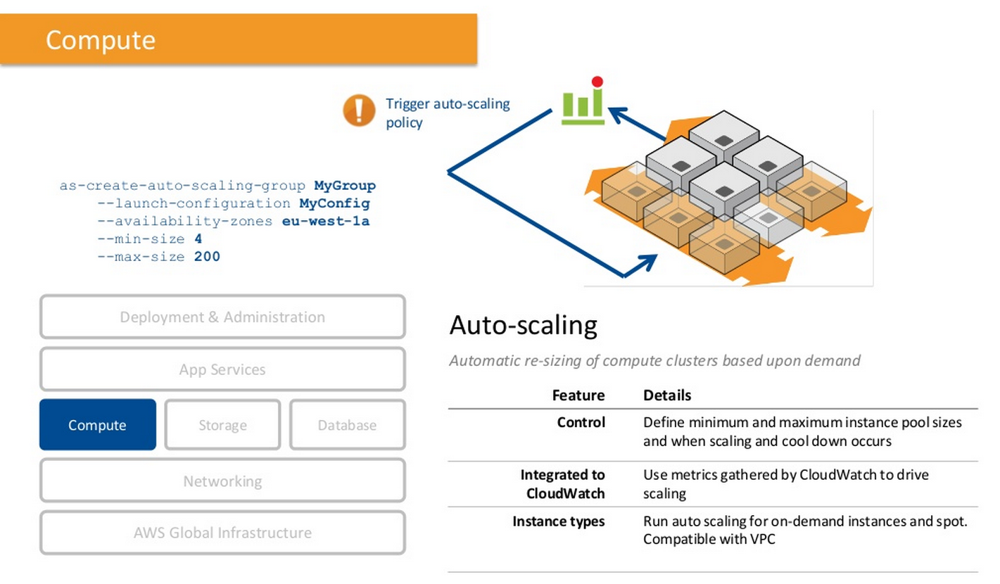 Compute
Trigger auto-scaling
policy
as-create-auto-scaling-group MyGroup
--launch-configuration MyConfig
--availability-zones eu-west-1a
--min-size 4
--max-size 200
Deployment & Administration
App Services
Compute
Storage
Database
Networking
AWS Global Infrastructure
Auto-scaling
Automatic re-sizing of compute clusters based upon demand
Feature Details
Control Define minimum and maximum instance pool sizes
and when scaling and cool down occurs
Integrated to Use metrics gathered by CloudWatch to drive
CloudWatch scaling
Instance types Run auto scaling for on-demand instances and spot.
Compatible with VPC